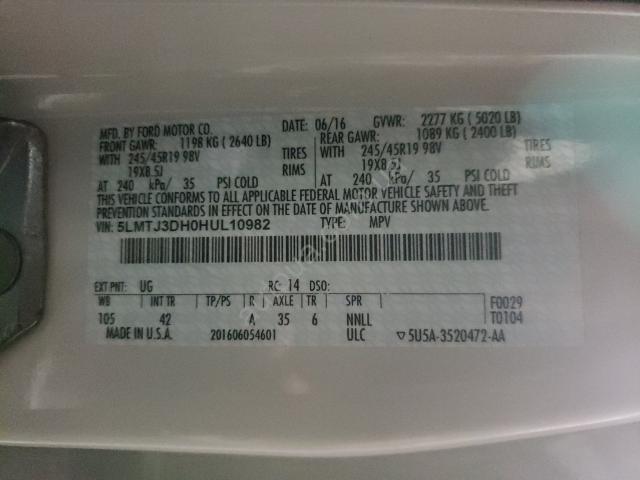 MFD. BY FORD MOTOR CO.
DATE: 06/16 GVWR: 2277 KG (5020 LB)
FRONT GAWR: 1198 KG (2640 LB)
REAR GAWR: 1089 KG (2400 LB)
WITH 245/45R19 98V TIRES
WITH 245/45R19 98V TIRES
19X8.5J RIMS
19X8.5J RIMS
AT 240 kPa/ 35 PSI COLD
AT 240 kPa/ 35 PSI COLD
THIS VEHICLE CONFORMS TO ALL APPLICABLE FEDERAL MOTOR VEHICLE SAFETY AND THEFT
PREVENTION STANDARDS IN EFFECT ON THE DATE OF MANUFACTURE SHOWN ABOVE.
VIN: 5LMTJ3DH0HUL10982 TYPE: MPV
EXT PNT: UG RC: 14 DSO:
WB INT TR TP/PS R AXLE TR SPR F0029
105 42 A 35 6 NNLL T0104
MADE IN U.S.A. 201606054601 ULC ▽5U5A-3520472-AA